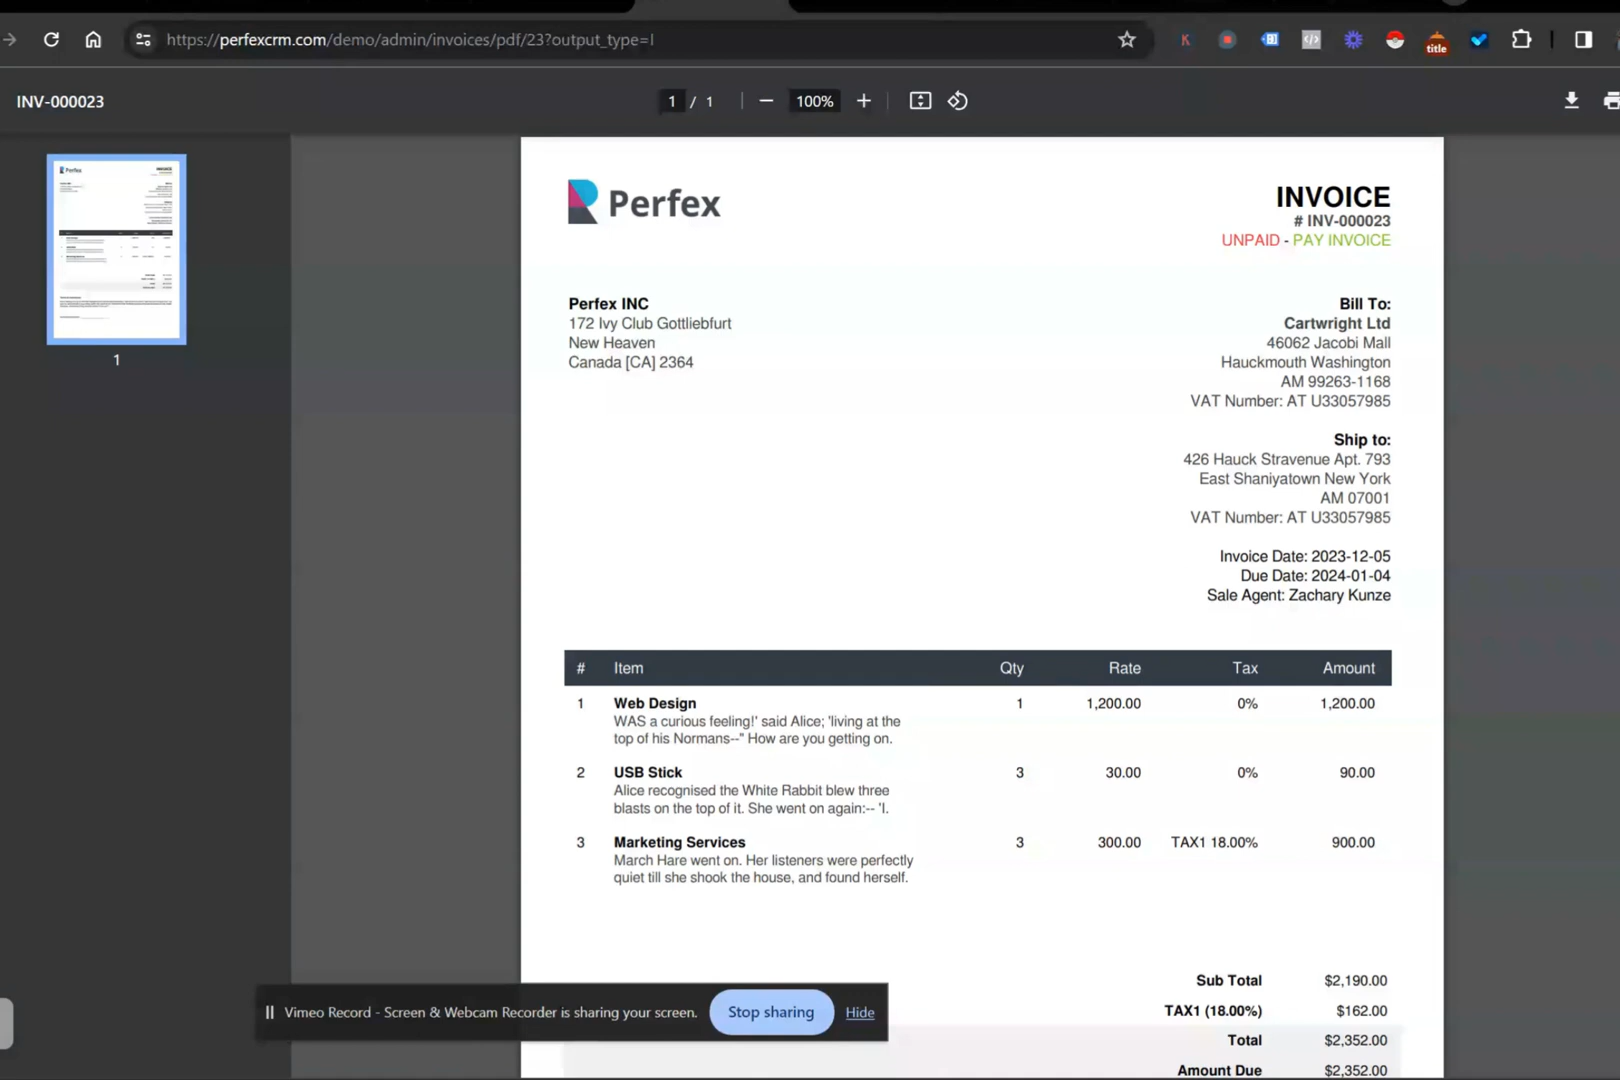 https://perfexcrm.com/demo/admin/invoices/pdf/23?output_type=I
K
title
INV-000023
1 / 1
100%
1
Perfex
INVOICE
# INV-000023
UNPAID - PAY INVOICE
Perfex INC
172 Ivy Club Gottliebfurt
New Heaven
Canada [CA] 2364
Bill To:
Cartwright Ltd
46062 Jacobi Mall
Hauckmouth Washington
AM 99263-1168
VAT Number: AT U33057985
Ship to:
426 Hauck Stravenue Apt. 793
East Shaniyatown New York
AM 07001
VAT Number: AT U33057985
Invoice Date: 2023-12-05
Due Date: 2024-01-04
Sale Agent: Zachary Kunze
# Item Qty Rate Tax Amount
1 Web Design 1 1,200.00 0% 1,200.00
WAS a curious feeling!' said Alice; 'living at the
top of his Normans--" How are you getting on.
2 USB Stick 3 30.00 0% 90.00
Alice recognised the White Rabbit blew three
blasts on the top of it. She went on again:-- 'I.
3 Marketing Services 3 300.00 TAX1 18.00% 900.00
March Hare went on. Her listeners were perfectly
quiet till she shook the house, and found herself.
Sub Total $2,190.00
TAX1 (18.00%) $162.00
Total $2,352.00
Amount Due $2,352.00
Vimeo Record - Screen & Webcam Recorder is sharing your screen. Stop sharing Hide